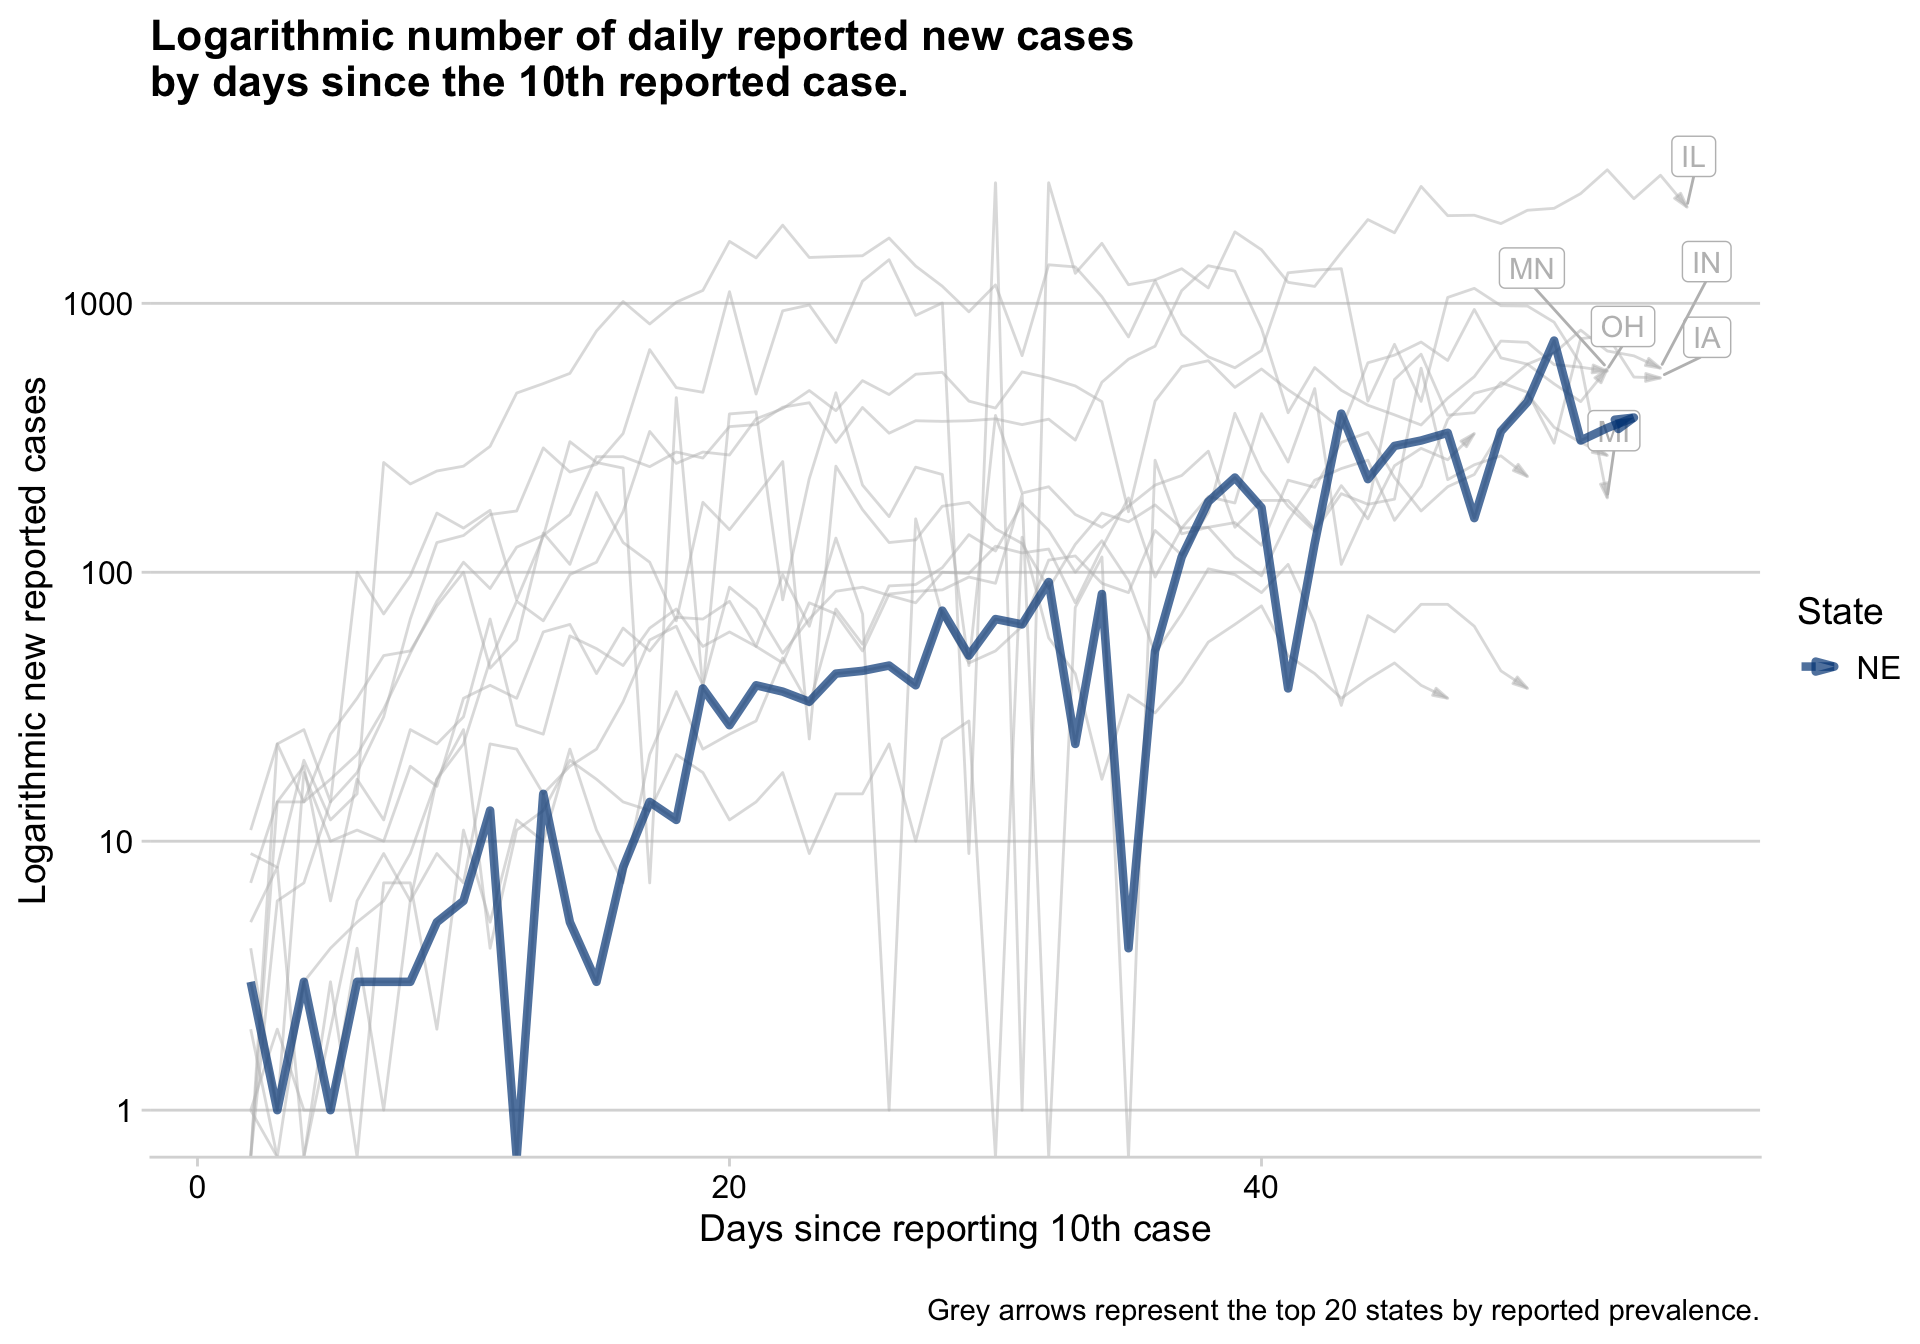 Logarithmic number of daily reported new cases
by days since the 10th reported case.
IL
MN
IN
OH
IA
MI
1000
100
10
1
Logarithmic new reported cases
0
20
40
Days since reporting 10th case
State
NE
Grey arrows represent the top 20 states by reported prevalence.